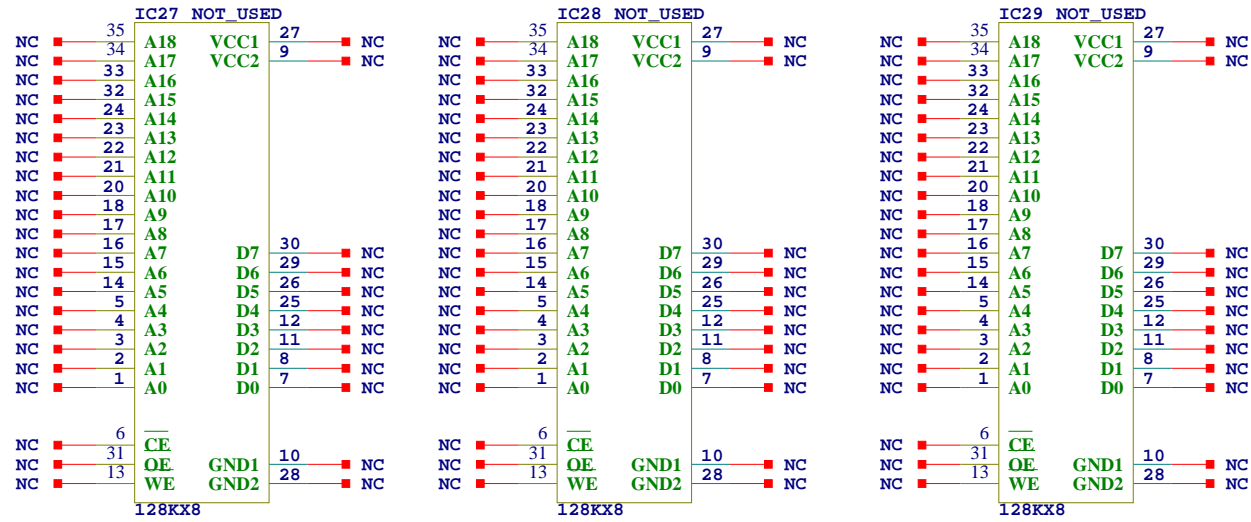 IC27 NOT_USED IC28 NOT_USED IC29 NOT_USED
NC 35 A18 VCC1 27 NC NC 35 A18 VCC1 27 NC NC 35 A18 VCC1 27 NC
NC 34 A17 VCC2 9 NC NC 34 A17 VCC2 9 NC NC 34 A17 VCC2 9 NC
NC 33 A16 NC 33 A16 NC 33 A16
NC 32 A15 NC 32 A15 NC 32 A15
NC 24 A14 NC 24 A14 NC 24 A14
NC 23 A13 NC 23 A13 NC 23 A13
NC 22 A12 NC 22 A12 NC 22 A12
NC 21 A11 NC 21 A11 NC 21 A11
NC 20 A10 NC 20 A10 NC 20 A10
NC 18 A9 NC 18 A9 NC 18 A9
NC 17 A8 NC 17 A8 NC 17 A8
NC 16 A7 D7 30 NC NC 16 A7 D7 30 NC NC 16 A7 D7 30 NC
NC 15 A6 D6 29 NC NC 15 A6 D6 29 NC NC 15 A6 D6 29 NC
NC 14 A5 D5 26 NC NC 14 A5 D5 26 NC NC 14 A5 D5 26 NC
NC 5 A4 D4 25 NC NC 5 A4 D4 25 NC NC 5 A4 D4 25 NC
NC 4 A3 D3 12 NC NC 4 A3 D3 12 NC NC 4 A3 D3 12 NC
NC 3 A2 D2 11 NC NC 3 A2 D2 11 NC NC 3 A2 D2 11 NC
NC 2 A1 D1 8 NC NC 2 A1 D1 8 NC NC 2 A1 D1 8 NC
NC 1 A0 D0 7 NC NC 1 A0 D0 7 NC NC 1 A0 D0 7 NC
NC 6 CE NC 6 CE NC 6 CE
NC 31 OE GND1 10 NC NC 31 OE GND1 10 NC NC 31 OE GND1 10 NC
NC 13 WE GND2 28 NC NC 13 WE GND2 28 NC NC 13 WE GND2 28 NC
128KX8 128KX8 128KX8